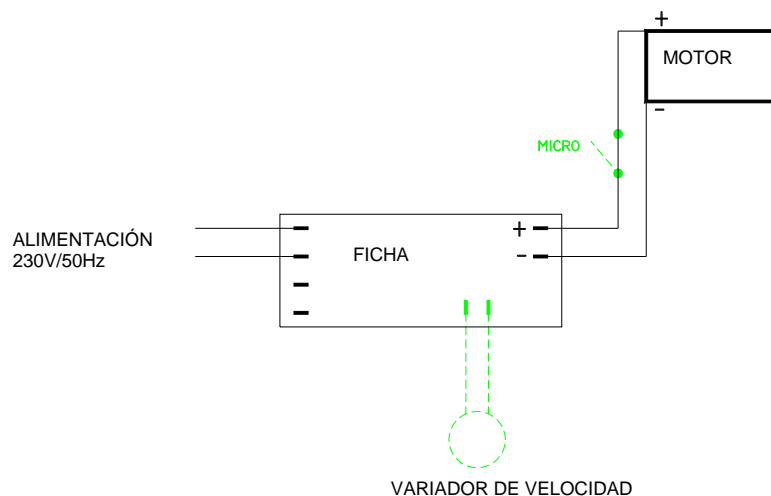 +
MOTOR
-
MICRO
ALIMENTACIÓN
230V/50Hz
FICHA
+
-
VARIADOR DE VELOCIDAD